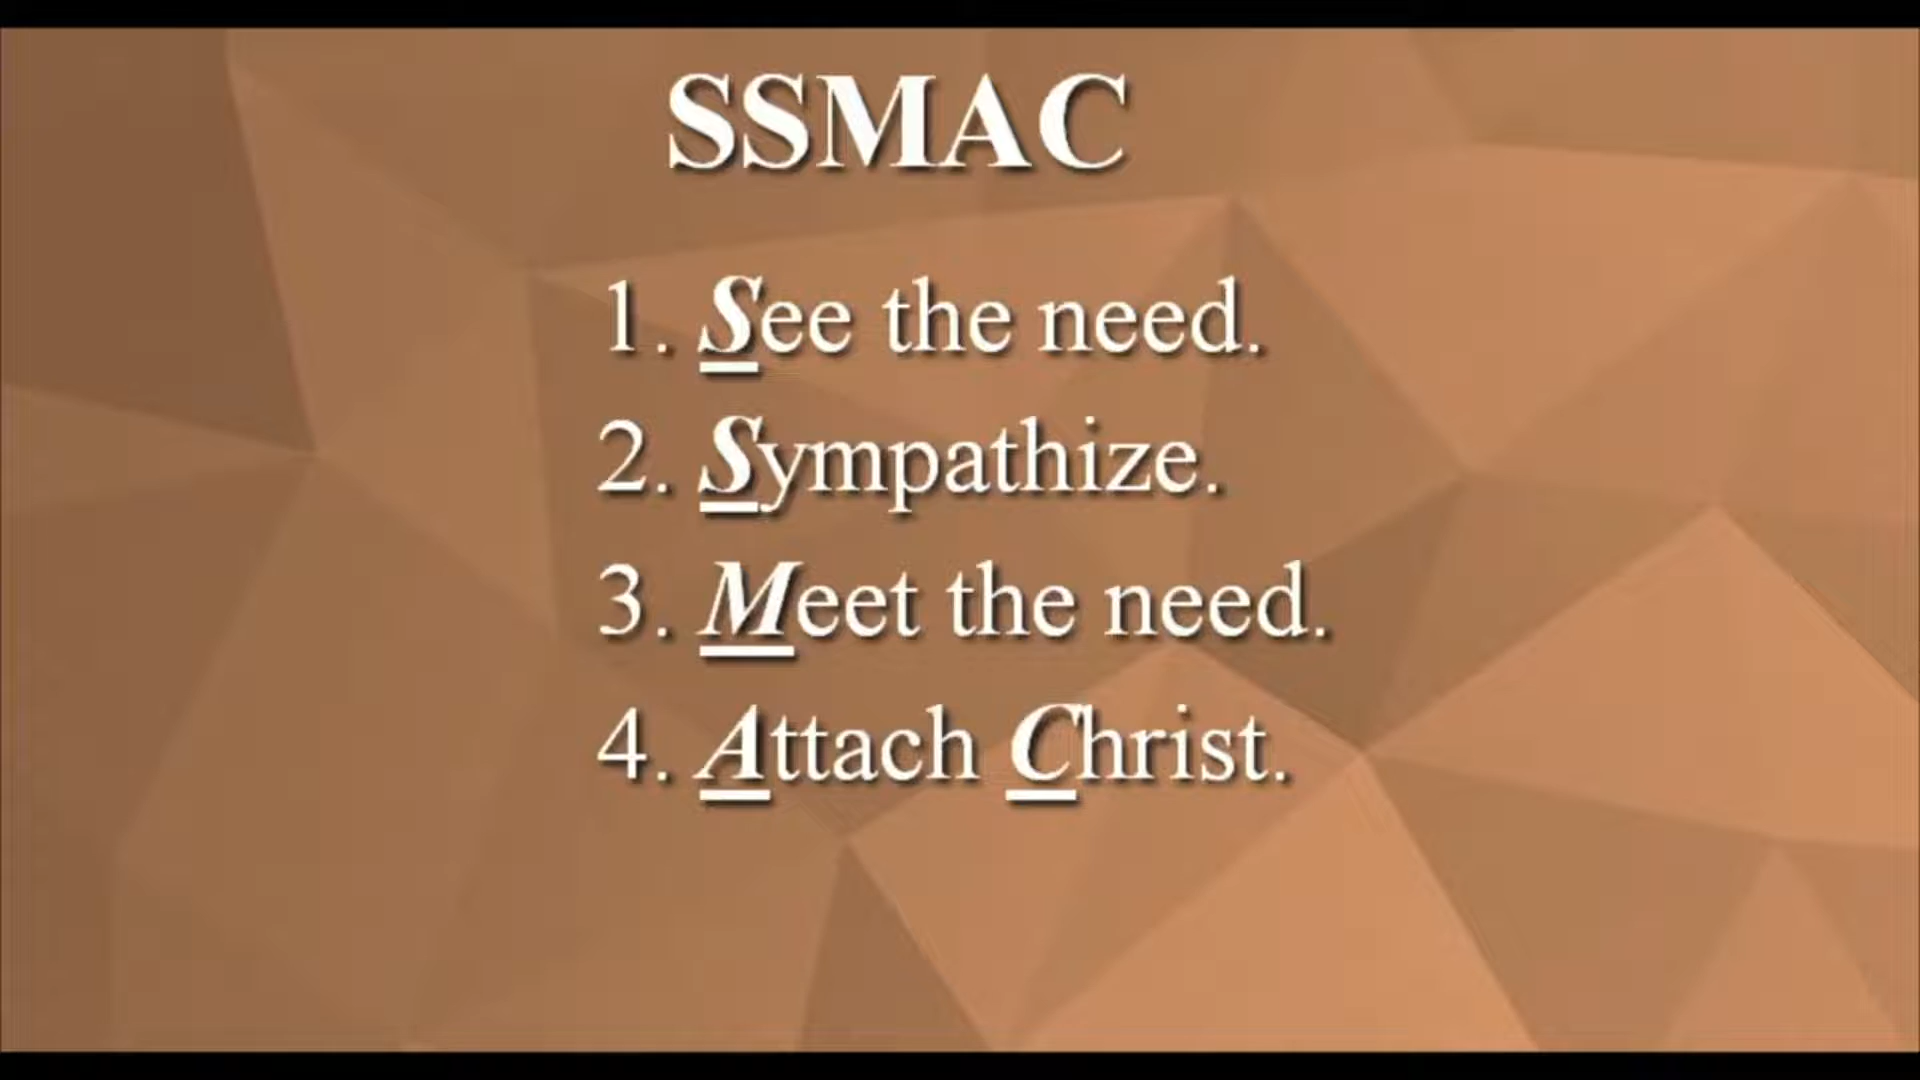 SSMAC
1. See the need.
2. Sympathize.
3. Meet the need.
4. Attach Christ.